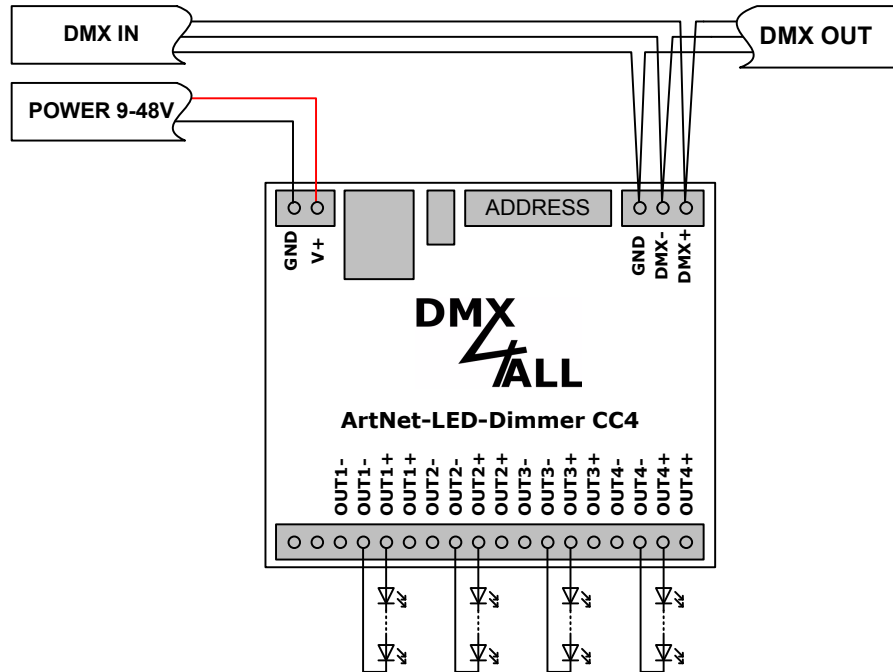 DMX IN
DMX OUT
POWER 9-48V
ADDRESS
GND
V+
GND
DMX-
DMX+
DMX
4
ALL
ArtNet-LED-Dimmer CC4
OUT1-
OUT1-
OUT1+
OUT1+
OUT2-
OUT2-
OUT2+
OUT2+
OUT3-
OUT3-
OUT3+
OUT3+
OUT4-
OUT4-
OUT4+
OUT4+